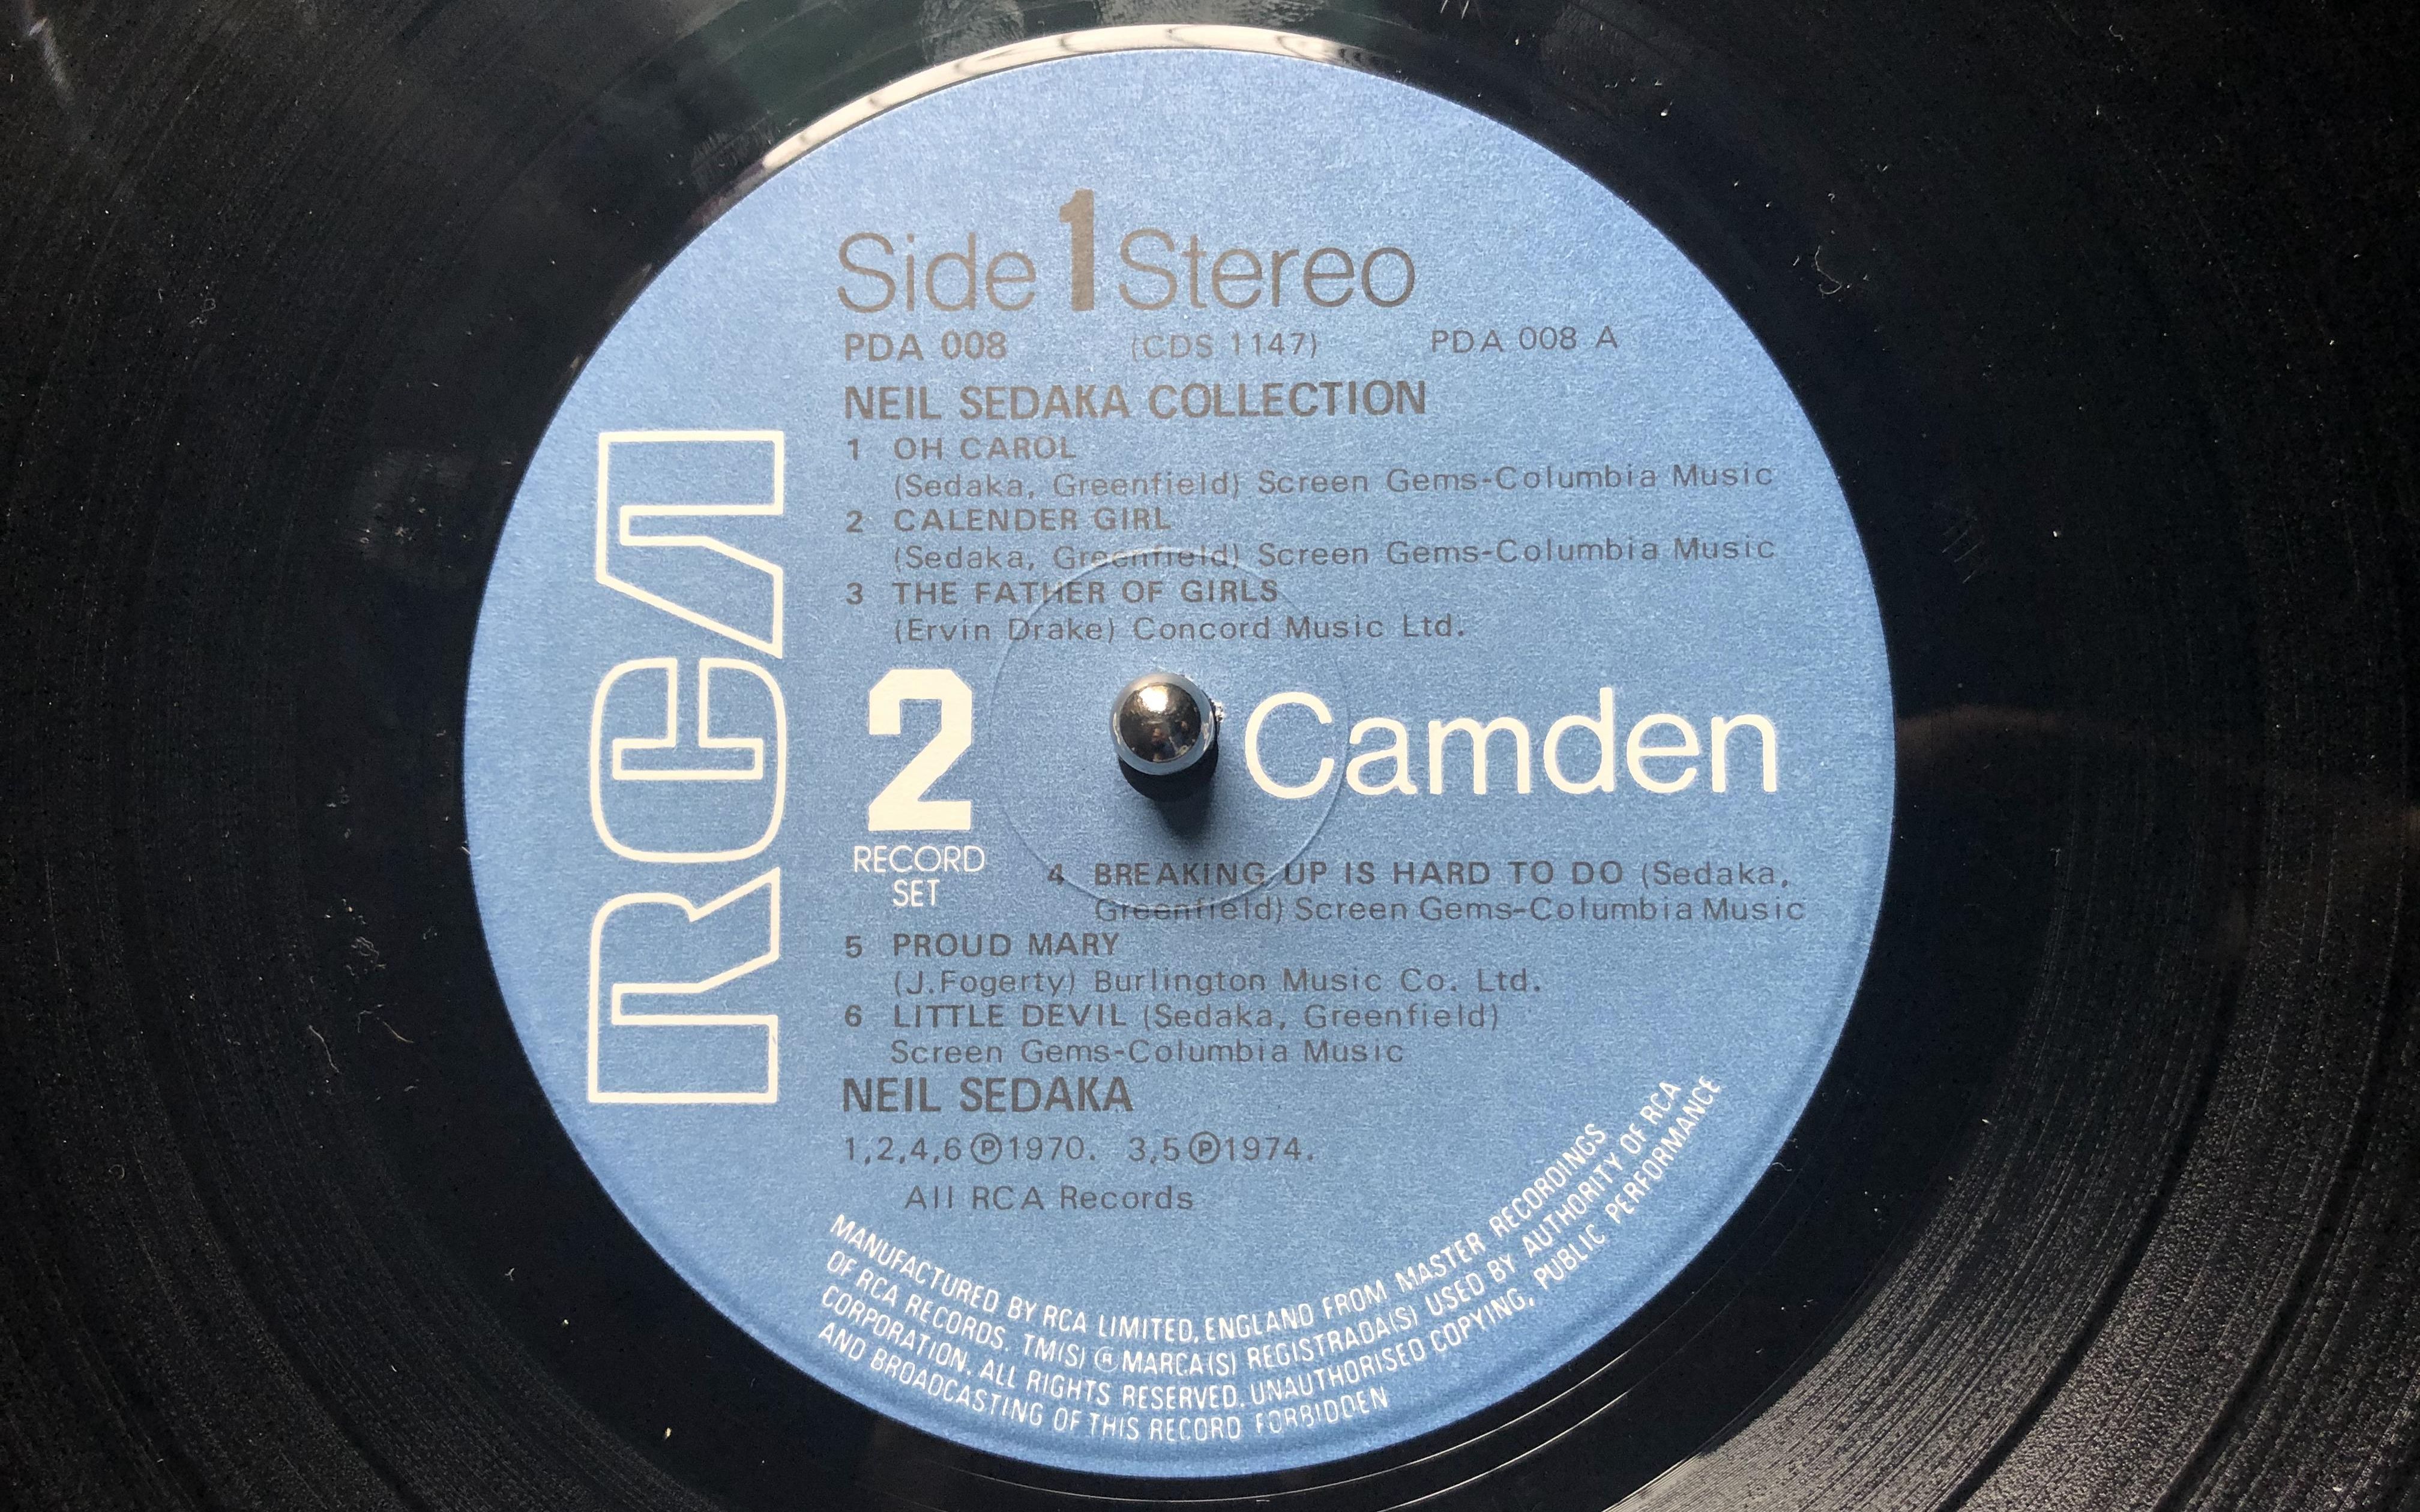 Side 1 Stereo
PDA 008 (CDS 1147) PDA 008 A
NEIL SEDAKA COLLECTION
1 OH CAROL
(Sedaka, Greenfield) Screen Gems-Columbia Music
2 CALENDER GIRL
(Sedaka, Greenfield) Screen Gems-Columbia Music
3 THE FATHER OF GIRLS
(Ervin Drake) Concord Music Ltd.
RCA
2
RECORD
SET
Camden
4 BREAKING UP IS HARD TO DO (Sedaka,
Greenfield) Screen Gems-Columbia Music
5 PROUD MARY
(J.Fogerty) Burlington Music Co. Ltd.
6 LITTLE DEVIL (Sedaka, Greenfield)
Screen Gems-Columbia Music
NEIL SEDAKA
1,2,4,6 ℗ 1970. 3,5 ℗ 1974.
All RCA Records
MANUFACTURED BY RCA LIMITED, ENGLAND FROM MASTER RECORDINGS
OF RCA RECORDS. TM(S) ® MARCA(S) REGISTRADA(S) USED BY AUTHORITY OF RCA
CORPORATION. ALL RIGHTS RESERVED. UNAUTHORISED COPYING, PUBLIC PERFORMANCE
AND BROADCASTING OF THIS RECORD FORBIDDEN